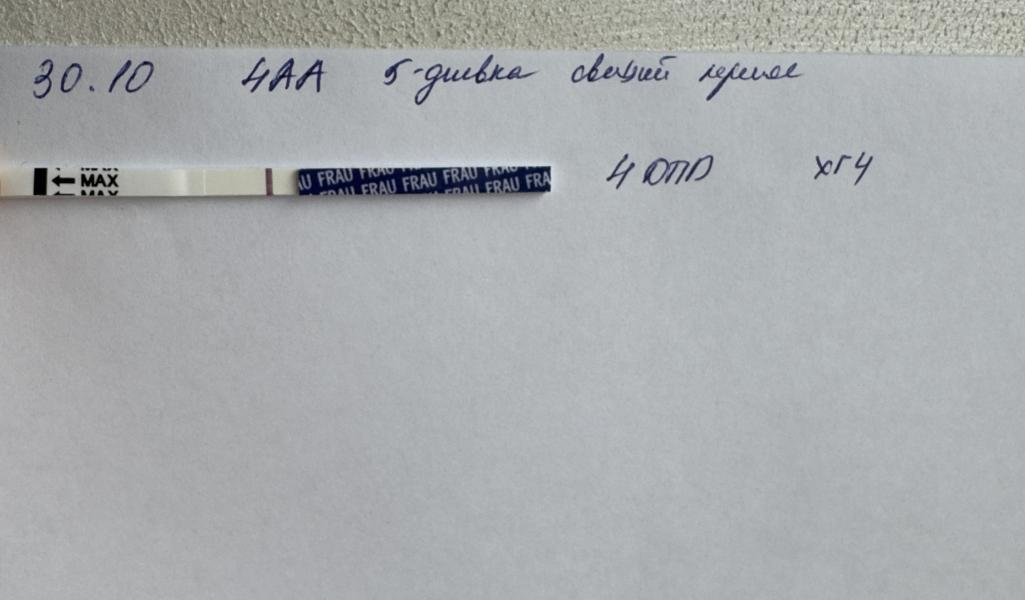 30.10 4АА 5-дневка свежий перенос
← MAX FRAU FRAU FRAU FRAU FRAU 4 ДПП ХГЧ